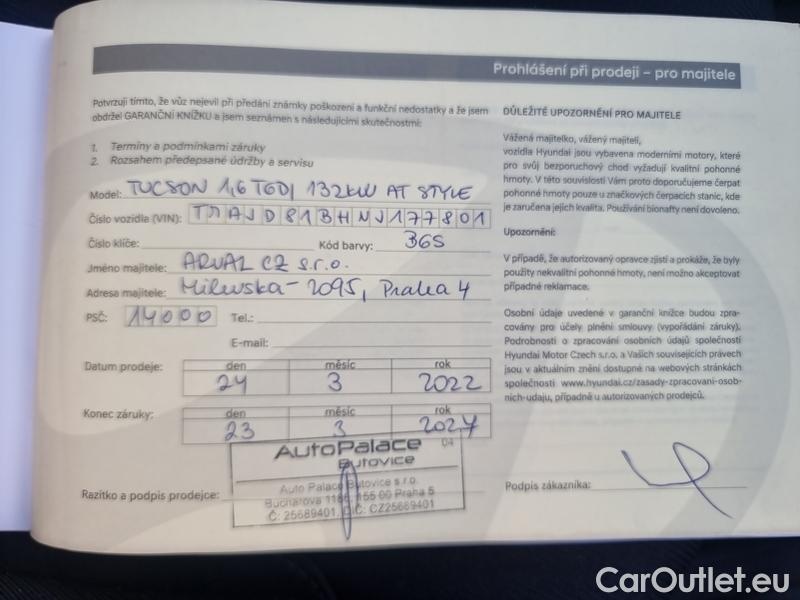 Prohlášení při prodeji – pro majitele
Potvrzuji tímto, že vůz nejevil při předání známky poškození a funkční nedostatky a že jsem
obdržel GARANČNÍ KNÍŽKU a jsem seznámen s následujícími skutečnostmi:
1. Termíny a podmínkami záruky
2. Rozsahem předepsané údržby a servisu
Model: TUCSON 1,6 TGDI 132kW AT STYLE
Číslo vozidla (VIN): TMAJD81BHNJ177801
Číslo klíče: Kód barvy: 36S
Jméno majitele: ARVAL CZ s.r.o.
Adresa majitele: Milevska 2095, Praha 4
PSČ: 14000 Tel.:
E-mail:
Datum prodeje: den měsíc rok
24 3 2022
Konec záruky: den měsíc rok
23 3 2027
AutoPalace 04
Butovice
Auto Palace Butovice s.r.o.
Bucharova 1186, 155 00 Praha 5
Č: 25689401, DIČ: CZ25689401
Razítko a podpis prodejce:
DŮLEŽITÉ UPOZORNĚNÍ PRO MAJITELE
Vážená majitelko, vážený majiteli,
vozidla Hyundai jsou vybavena moderními motory, které
pro svůj bezporuchový chod vyžadují kvalitní pohonné
hmoty. V této souvislosti Vám proto doporučujeme čerpat
pohonné hmoty pouze u značkových čerpacích stanic, kde
je zaručena jejich kvalita. Používání bionafty není dovoleno.
Upozornění:
V případě, že autorizovaný opravce zjistí a prokáže, že byly
použity nekvalitní pohonné hmoty, není možno akceptovat
případné reklamace.
Osobní údaje uvedené v garanční knížce budou zpra-
covány pro účely plnění smlouvy (vypořádání záruky).
Podrobnosti o zpracování osobních údajů společností
Hyundai Motor Czech s.r.o. a Vašich souvisejících právech
jsou v aktuálním znění dostupné na webových stránkách
společnosti www.hyundai.cz/zasady-zpracovani-osob-
nich-udaju, případně u autorizovaných prodejců.
Podpis zákazníka:
CarOutlet.eu